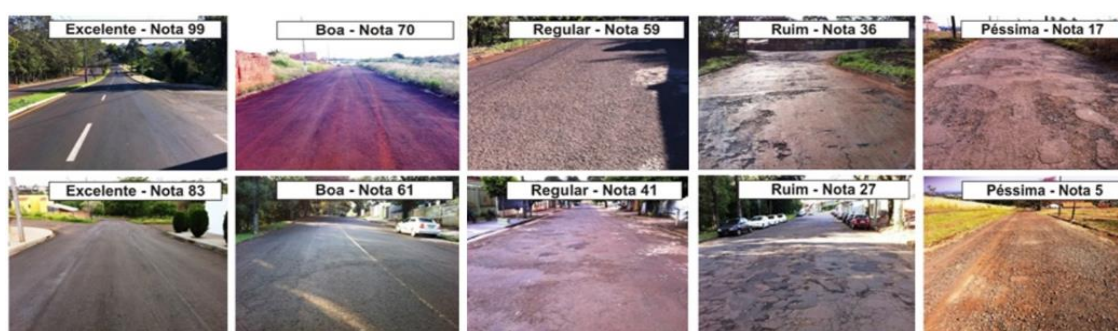 Excelente - Nota 99
Boa - Nota 70
Regular - Nota 59
Ruim - Nota 36
Péssima - Nota 17
Excelente - Nota 83
Boa - Nota 61
Regular - Nota 41
Ruim - Nota 27
Péssima - Nota 5